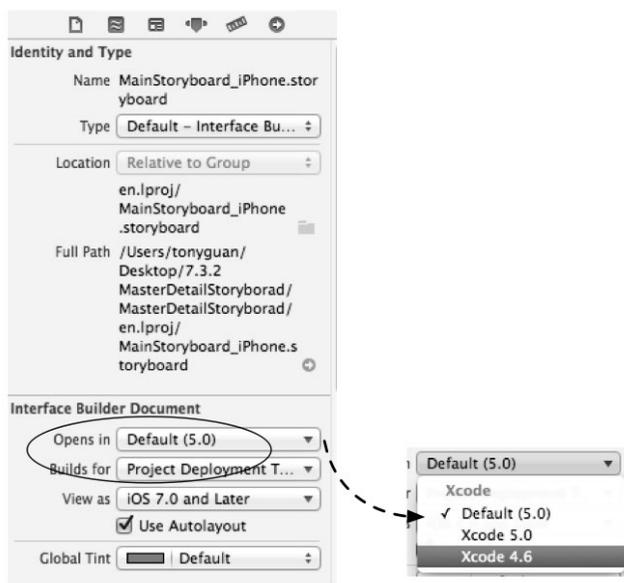 Identity and Type
Name MainStoryboard_iPhone.stor
yboard
Type Default – Interface Bu...
Location Relative to Group
en.lproj/
MainStoryboard_iPhone
.storyboard
Full Path /Users/tonyguan/
Desktop/7.3.2
MasterDetailStoryborad/
MasterDetailStoryborad/
en.lproj/
MainStoryboard_iPhone.s
toryboard
Interface Builder Document
Opens in Default (5.0)
Builds for Project Deployment T...
View as iOS 7.0 and Later
Use Autolayout
Global Tint Default
Default (5.0)
Xcode
✓ Default (5.0)
Xcode 5.0
Xcode 4.6